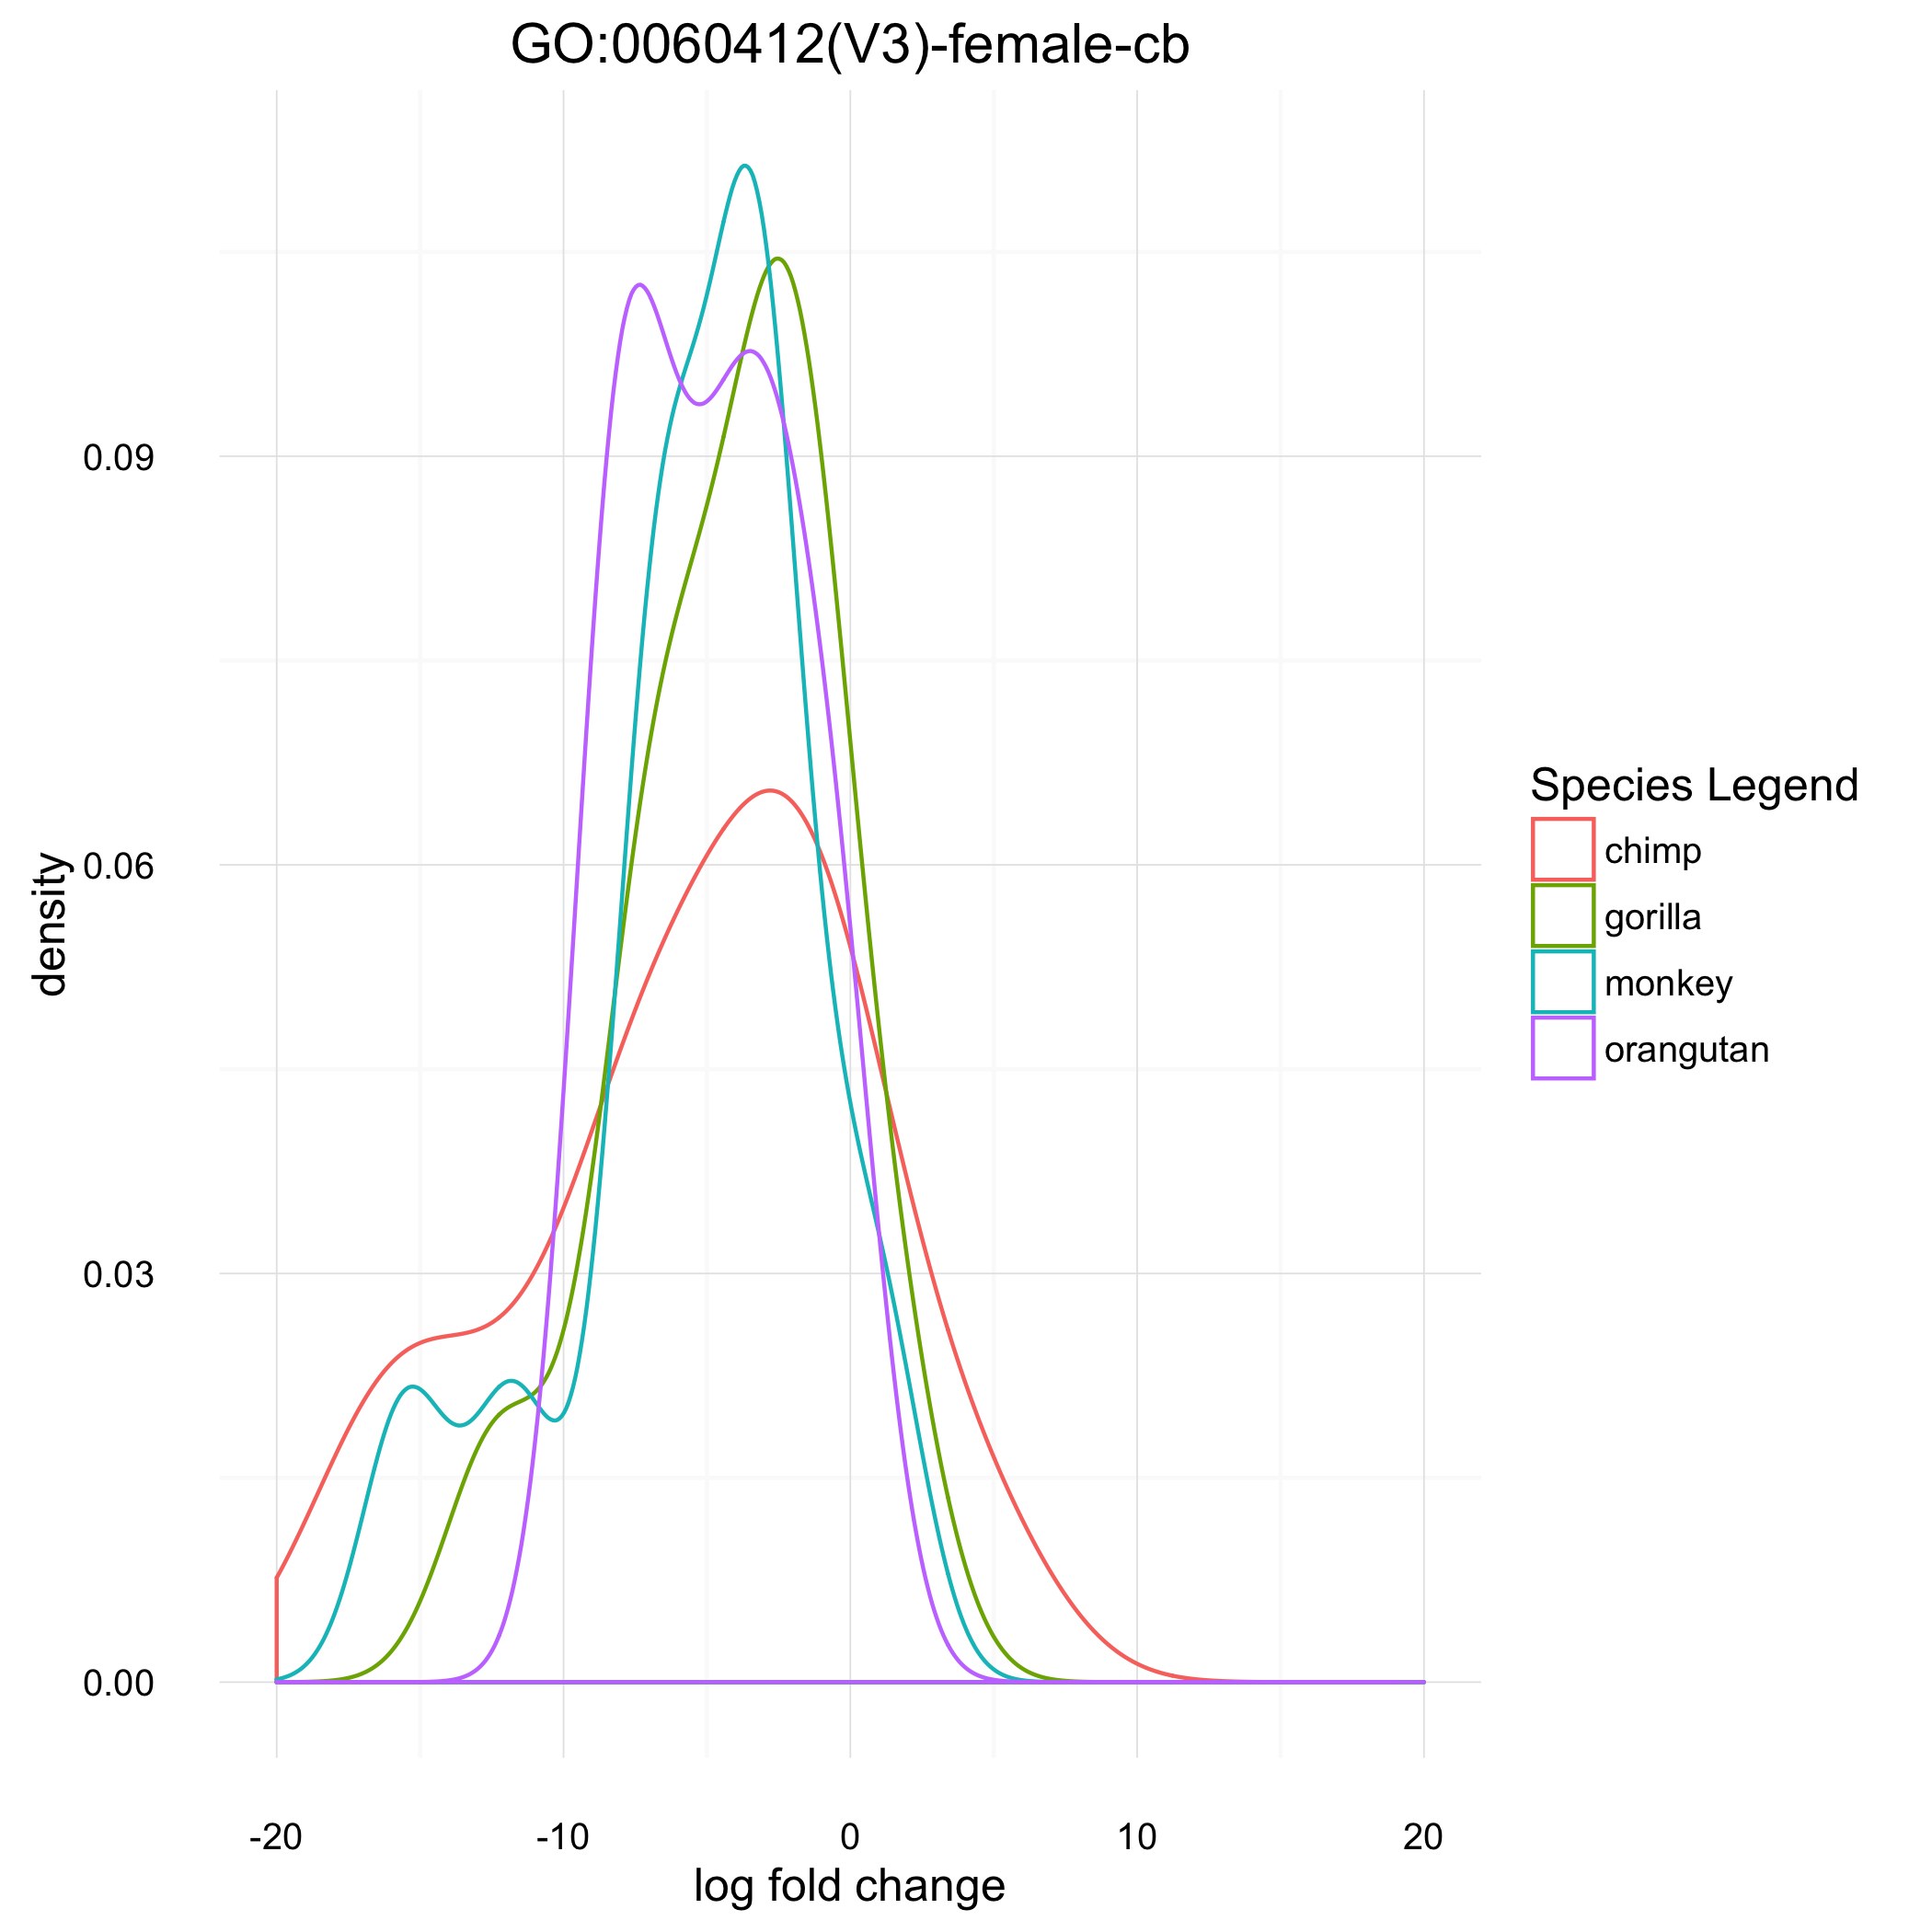 GO:0060412(V3)-female-cb
density
0.09
0.06
0.03
0.00
-20 -10 0 10 20
log fold change
Species Legend
chimp
gorilla
monkey
orangutan